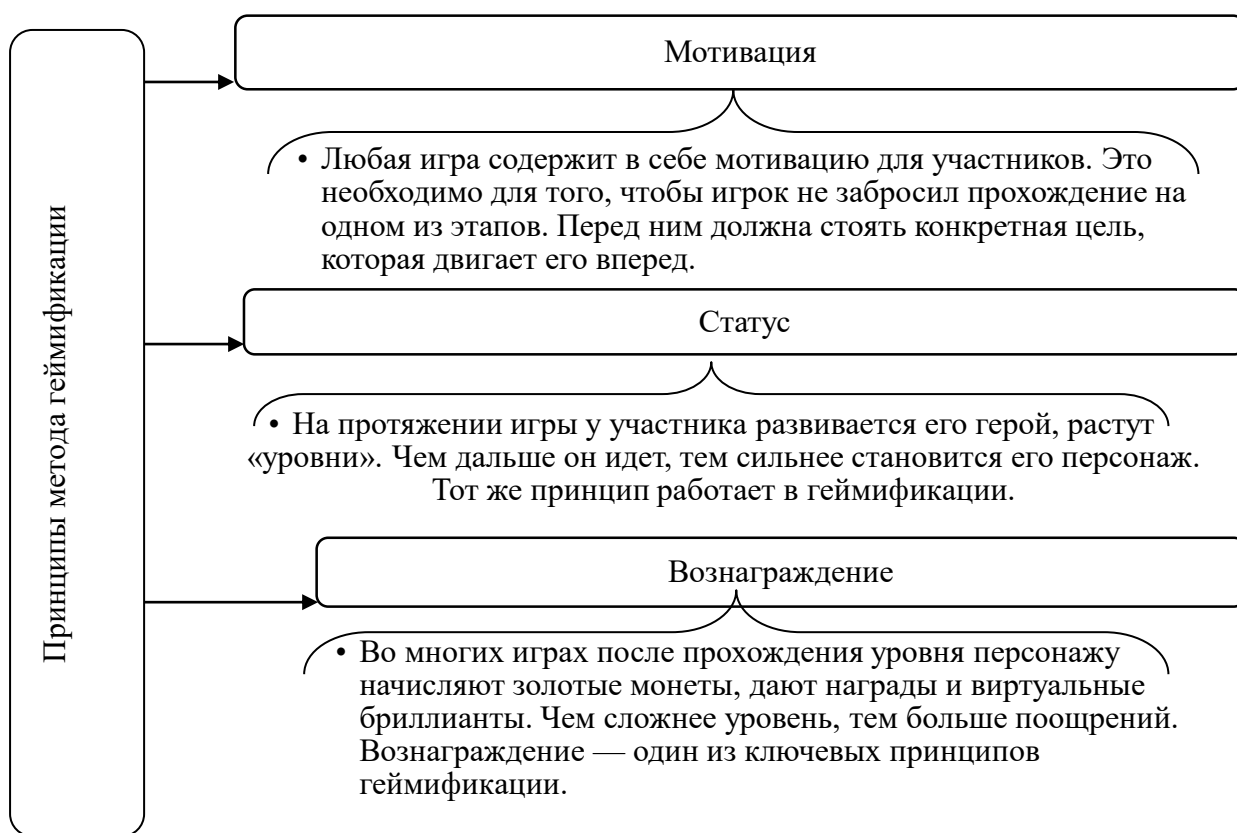 Принципы метода геймификации
Мотивация
• Любая игра содержит в себе мотивацию для участников. Это
необходимо для того, чтобы игрок не забросил прохождение на
одном из этапов. Перед ним должна стоять конкретная цель,
которая двигает его вперед.
Статус
• На протяжении игры у участника развивается его герой, растут
«уровни». Чем дальше он идет, тем сильнее становится его персонаж.
Тот же принцип работает в геймификации.
Вознаграждение
• Во многих играх после прохождения уровня персонажу
начисляют золотые монеты, дают награды и виртуальные
бриллианты. Чем сложнее уровень, тем больше поощрений.
Вознаграждение — один из ключевых принципов
геймификации.